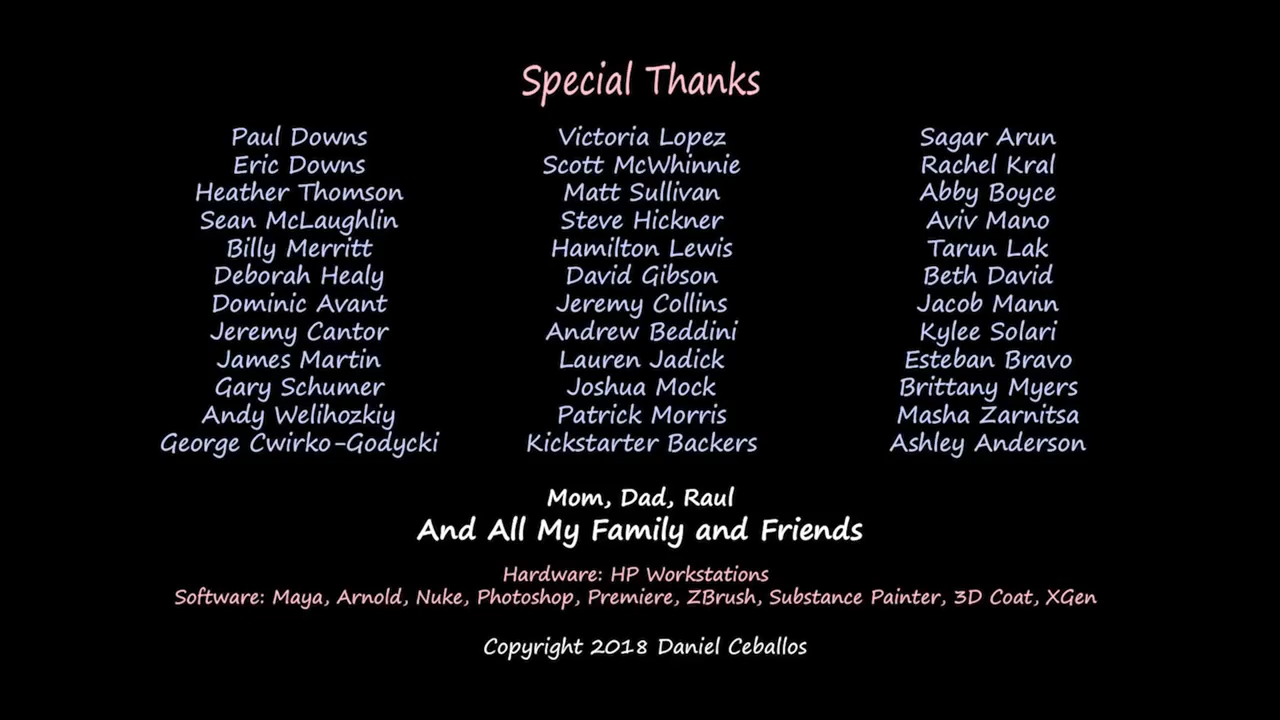 Special Thanks
Paul Downs
Eric Downs
Heather Thomson
Sean McLaughlin
Billy Merritt
Deborah Healy
Dominic Avant
Jeremy Cantor
James Martin
Gary Schumer
Andy Welihozkiy
George Cwirko-Godycki
Victoria Lopez
Scott McWhinnie
Matt Sullivan
Steve Hickner
Hamilton Lewis
David Gibson
Jeremy Collins
Andrew Beddini
Lauren Jadick
Joshua Mock
Patrick Morris
Kickstarter Backers
Sagar Arun
Rachel Kral
Abby Boyce
Aviv Mano
Tarun Lak
Beth David
Jacob Mann
Kylee Solari
Esteban Bravo
Brittany Myers
Masha Zarnitsa
Ashley Anderson
Mom, Dad, Raul
And All My Family and Friends
Hardware: HP Workstations
Software: Maya, Arnold, Nuke, Photoshop, Premiere, ZBrush, Substance Painter, 3D Coat, XGen
Copyright 2018 Daniel Ceballos